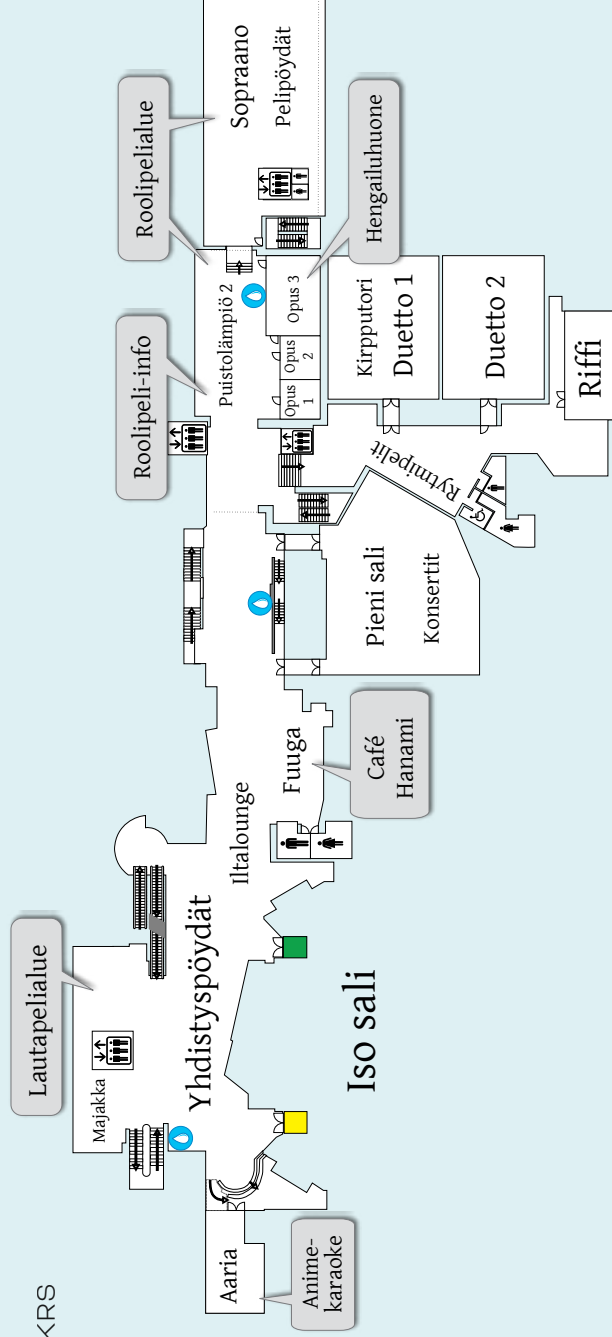 KRS
Lautapelialue
Majakka
Yhdistyspöydät
Aaria
Anime-
karaoke
Iso sali
Iltalounge
Fuuga
Café
Hanami
Pieni sali
Konsertit
Roolipeli-info
Roolipelialue
Puistolämpiö 2
Opus
1
Opus
2
Opus 3
Sopraano
Pelipöydät
Hengailuhuone
Kirpputori
Duetto 1
Duetto 2
Rytmipelit
Riffi